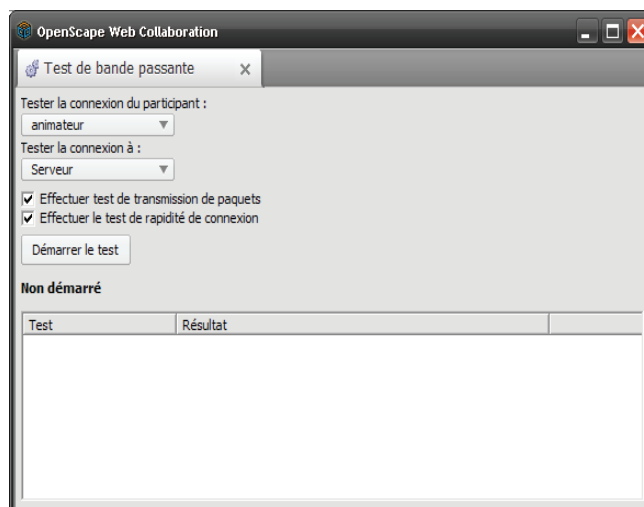 OpenScape Web Collaboration
Test de bande passante
Tester la connexion du participant :
animateur
Tester la connexion à :
Serveur
Effectuer test de transmission de paquets
Effectuer le test de rapidité de connexion
Démarrer le test
Non démarré
Test Résultat